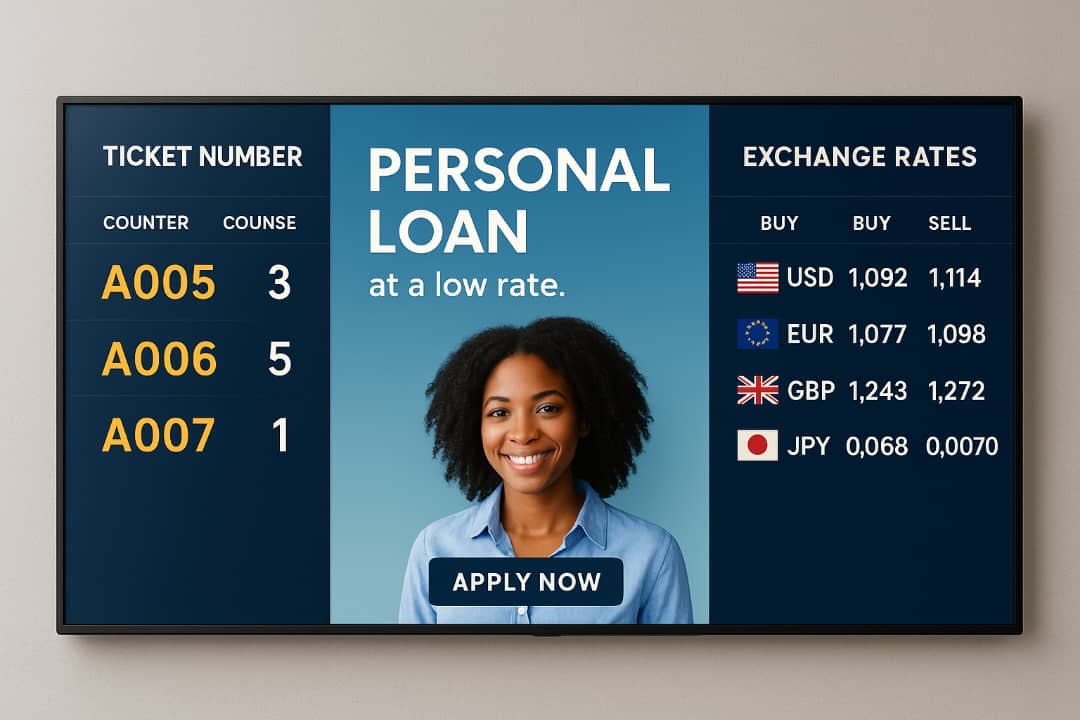 TICKET NUMBER
COUNTER COUNSE
A005 3
A006 5
A007 1
PERSONAL
LOAN
at a low rate.
APPLY NOW
EXCHANGE RATES
BUY BUY SELL
USD 1,092 1,114
EUR 1,077 1,098
GBP 1,243 1,272
JPY 0,068 0,0070